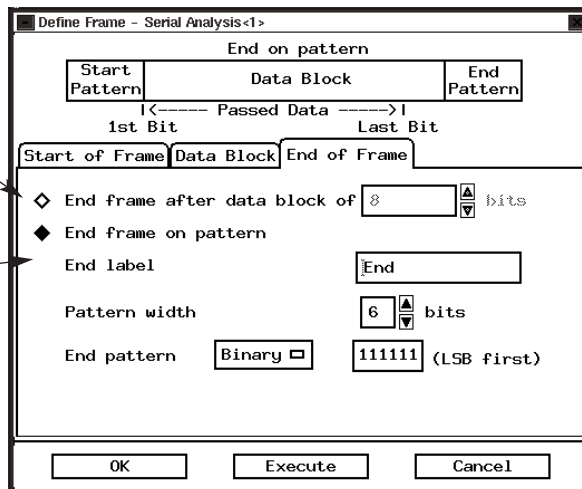 Define Frame - Serial Analysis<1>
End on pattern
Start Pattern
Data Block
End Pattern
|<----- Passed Data ----->|
1st Bit Last Bit
Start of Frame Data Block End of Frame
End frame after data block of 8 bits
End frame on pattern
End label End
Pattern width 6 bits
End pattern Binary 111111 (LSB first)
OK Execute Cancel